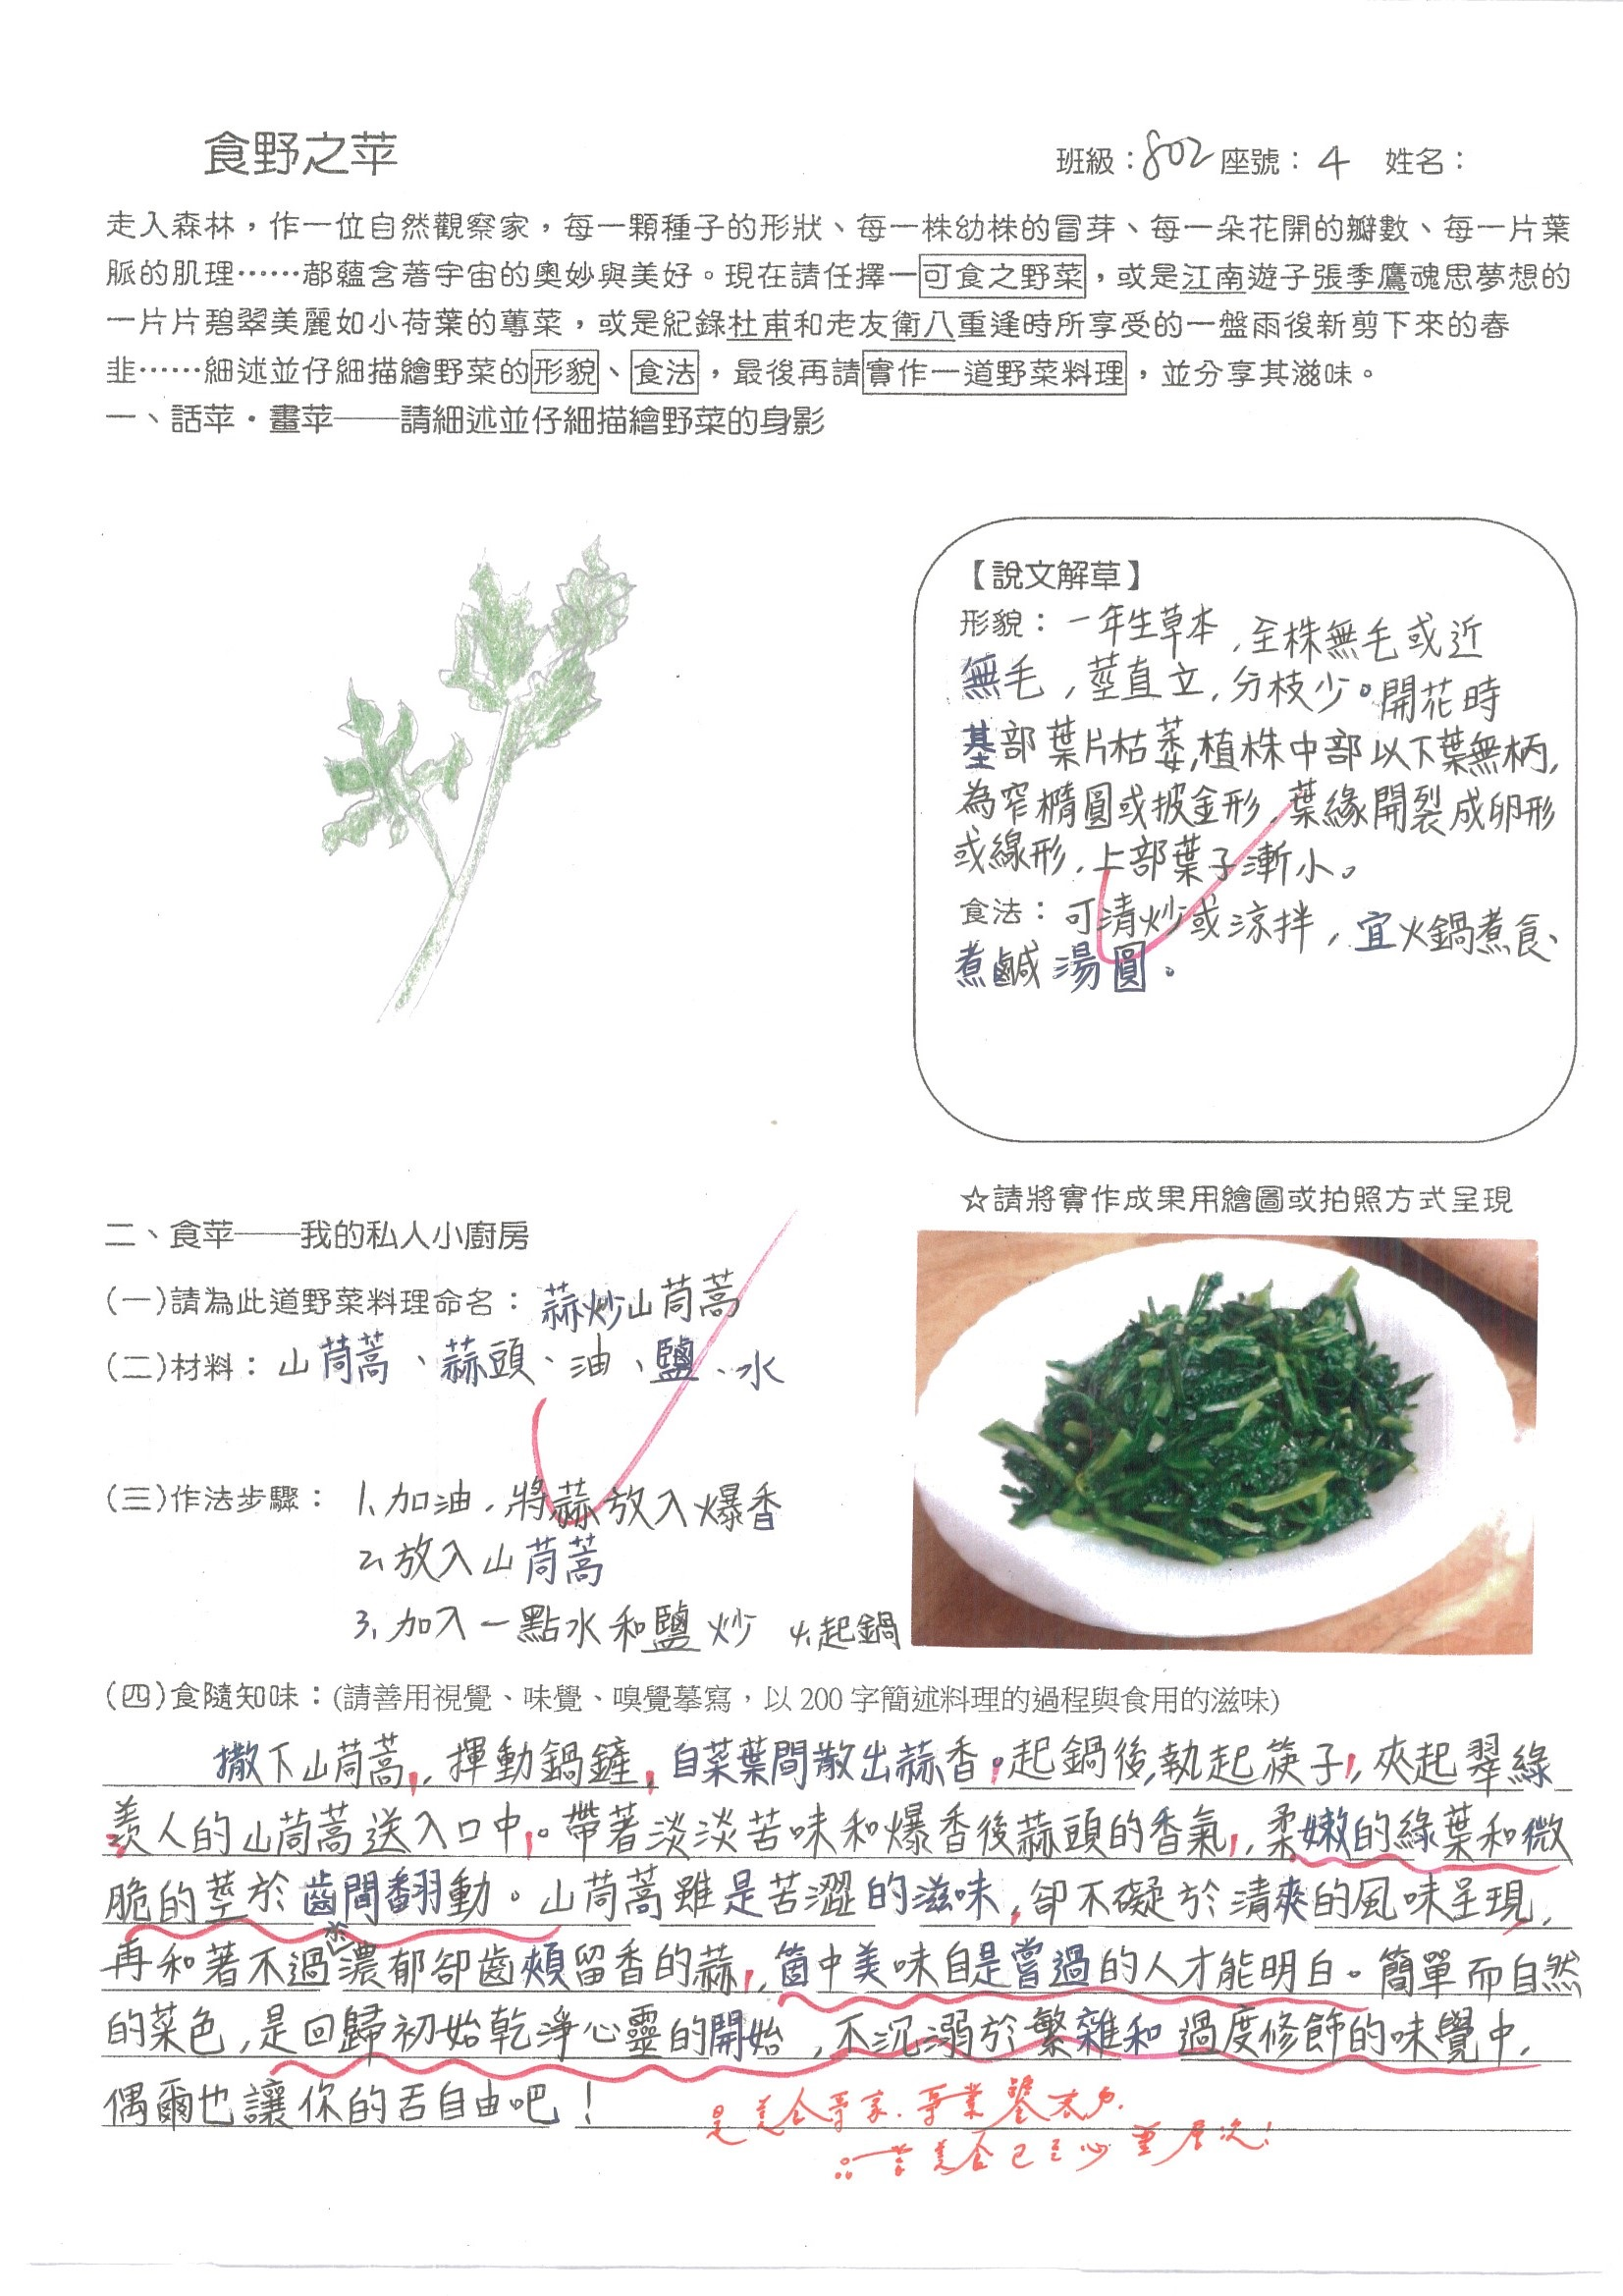 食野之苹
班級：802 座號：4 姓名：
走入森林，作一位自然觀察家，每一顆種子的形狀、每一株幼株的冒芽、每一朵花開的瓣數、每一片葉
脈的肌理……都蘊含著宇宙的奧妙與美好。現在請任擇一可食之野菜，或是江南遊子張季鷹魂思夢想的
一片片碧翠美麗如小荷葉的蓴菜，或是紀錄杜甫和老友衛八重逢時所享受的一盤雨後新剪下來的春
韭……細述並仔細描繪野菜的形貌、食法，最後再請實作一道野菜料理，並分享其滋味。
一、話苹・畫苹——請細述並仔細描繪野菜的身影
【說文解草】
形貌：一年生草本，全株無毛或近
無毛，莖直立，分枝少。開花時
基部葉片枯萎，植株中部以下葉無柄，
為窄橢圓或披金形，葉緣開裂成卵形
或線形，上部葉子漸小。
食法：可清炒或涼拌，宜火鍋煮食、
煮鹹湯圓。
☆請將實作成果用繪圖或拍照方式呈現
二、食苹——我的私人小廚房
(一)請為此道野菜料理命名：蒜炒山茼蒿
(二)材料：山茼蒿、蒜頭、油、鹽、水
(三)作法步驟：1、加油，將蒜放入爆香
2、放入山茼蒿
3、加入一點水和鹽炒 4、起鍋
(四)食隨知味：(請善用視覺、味覺、嗅覺摹寫，以 200 字簡述料理的過程與食用的滋味)
撒下山茼蒿，揮動鍋鏟，自菜葉間散出蒜香。起鍋後，執起筷子，夾起翠綠
羨人的山茼蒿送入口中。帶著淡淡苦味和爆香後蒜頭的香氣，柔嫩的綠葉和微
脆的莖於齒間翻動。山茼蒿雖是苦澀的滋味，卻不礙於清爽的風味呈現，
再和著不過濃郁卻齒頰留香的蒜，箇中美味自是嘗過的人才能明白。簡單而自然
的菜色，是回歸初始乾淨心靈的開始，不沉溺於繁雜和過度修飾的味覺中，
偶爾也讓你的舌自由吧！
是美食專家，專業